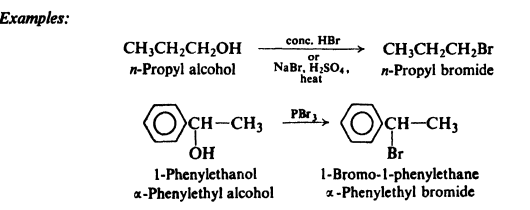 Examples:
CH3CH2CH2OH conc. HBr or NaBr, H2SO4, heat CH3CH2CH2Br
n-Propyl alcohol n-Propyl bromide
CH—CH3 PBr3 CH—CH3
OH Br
1-Phenylethanol 1-Bromo-1-phenylethane
α-Phenylethyl alcohol α-Phenylethyl bromide